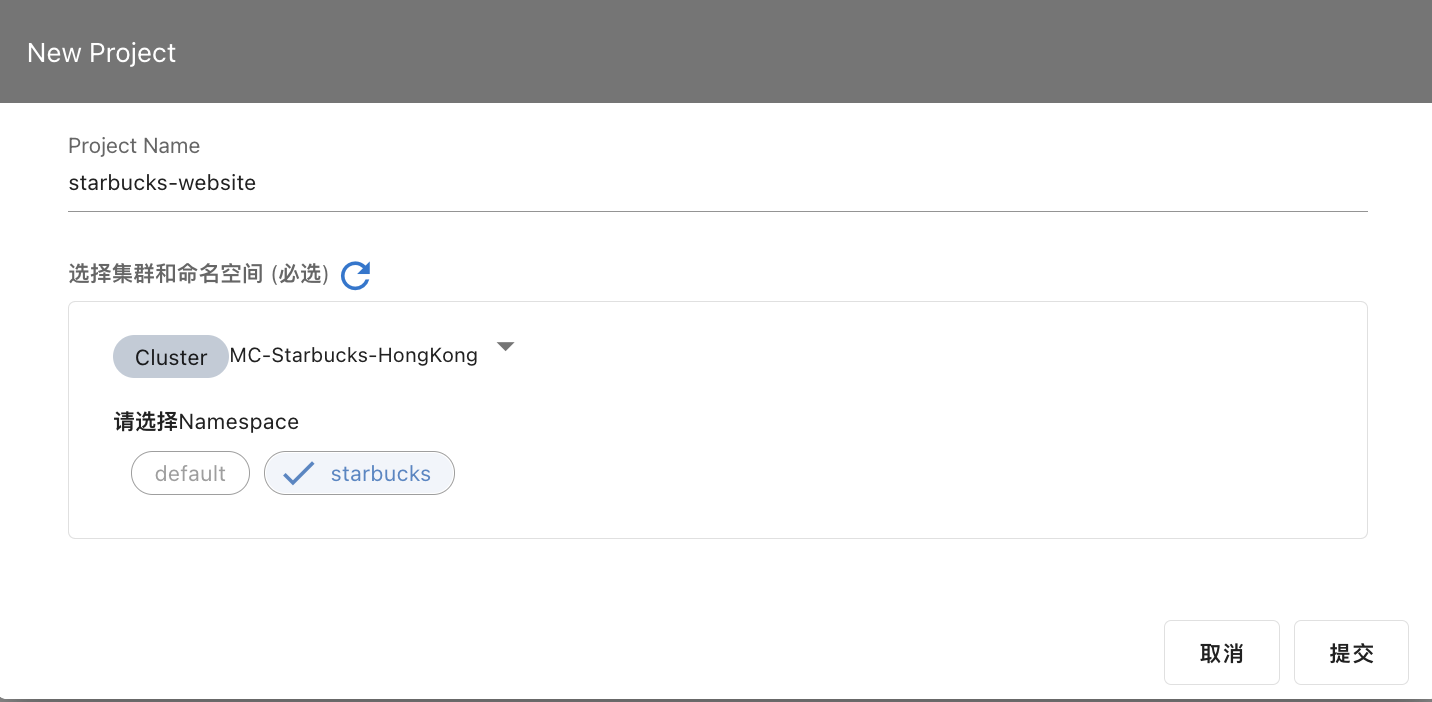 New Project
Project Name
starbucks-website
选择集群和命名空间 (必选)
Cluster MC-Starbucks-HongKong
请选择Namespace
default starbucks
取消 提交